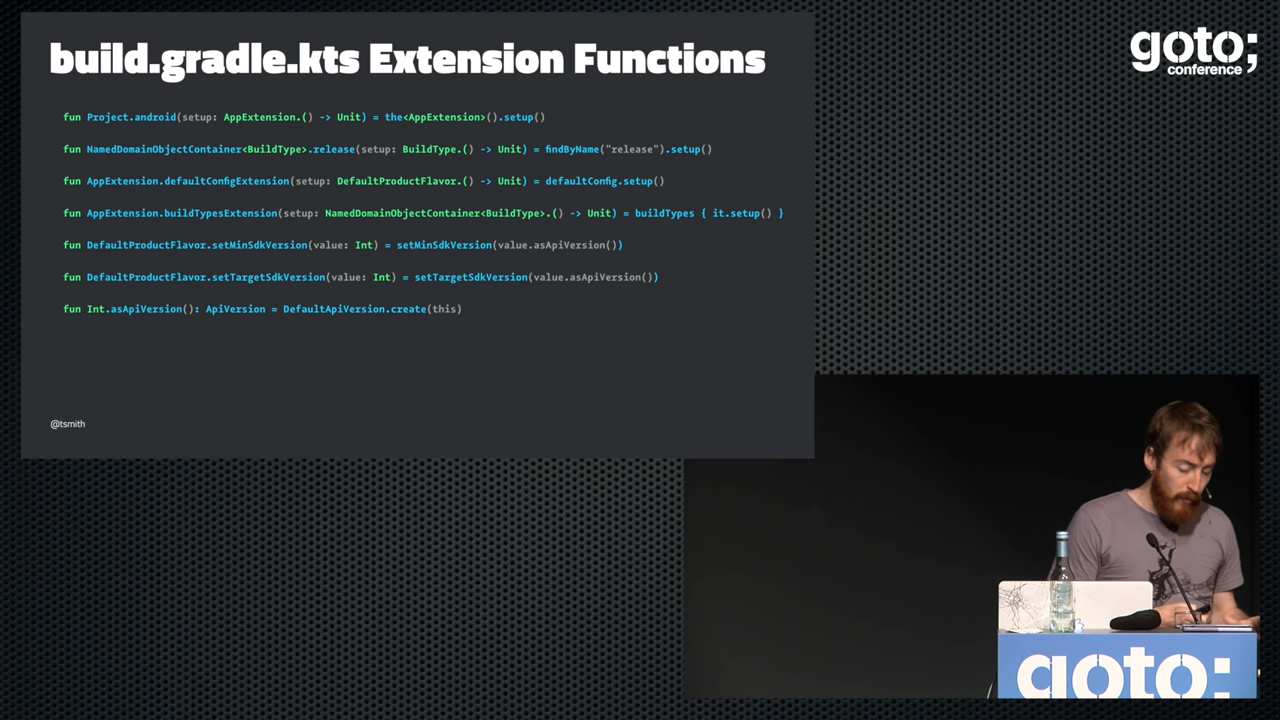 build.gradle.kts Extension Functions
goto;
conference
fun Project.android(setup: AppExtension.() -> Unit) = the<AppExtension>().setup()
fun NamedDomainObjectContainer<BuildType>.release(setup: BuildType.() -> Unit) = findByName("release").setup()
fun AppExtension.defaultConfigExtension(setup: DefaultProductFlavor.() -> Unit) = defaultConfig.setup()
fun AppExtension.buildTypesExtension(setup: NamedDomainObjectContainer<BuildType>.() -> Unit) = buildTypes { it.setup() }
fun DefaultProductFlavor.setMinSdkVersion(value: Int) = setMinSdkVersion(value.asApiVersion())
fun DefaultProductFlavor.setTargetSdkVersion(value: Int) = setTargetSdkVersion(value.asApiVersion())
fun Int.asApiVersion(): ApiVersion = DefaultApiVersion.create(this)
@tsmith
goto;